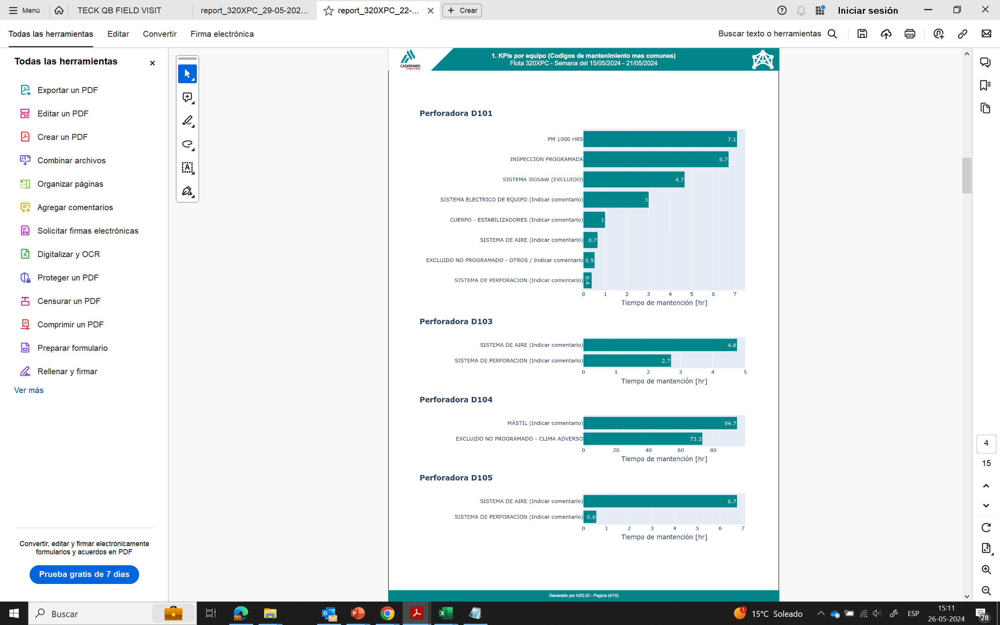 Menú
TECK QB FIELD VISIT
report_320XPC_29-05-202...
report_320XPC_22-...
Crear
Iniciar sesión
Todas las herramientas
Editar
Convertir
Firma electrónica
Buscar texto o herramientas
Todas las herramientas
Exportar un PDF
Editar un PDF
Crear un PDF
Combinar archivos
Organizar páginas
Agregar comentarios
Solicitar firmas electrónicas
Digitalizar y OCR
Proteger un PDF
Censurar un PDF
Comprimir un PDF
Preparar formulario
Rellenar y firmar
Ver más
Convertir, editar y firmar electrónicamente
formularios y acuerdos en PDF
Prueba gratis de 7 días
CASERONES
lundin mining
1. KPIs por equipo (Codigos de mantenimiento mas comunes)
Flota 320XPC - Semana del 15/05/2024 - 21/05/2024
Perforadora D101
PM 1000 HRS 7.1
INSPECCION PROGRAMADA 6.7
SISTEMA JIGSAW (EXCLUIDO) 4.7
SISTEMA ELECTRICO DE EQUIPO (Indicar comentario) 3
CUERPO - ESTABILIZADORES (Indicar comentario) 1
SISTEMA DE AIRE (Indicar comentario) 0.7
EXCLUIDO NO PROGRAMADO - OTROS / Indicar comentario 0.5
SISTEMA DE PERFORACION (Indicar comentario) 0.4
0 1 2 3 4 5 6 7
Tiempo de mantención [hr]
Perforadora D103
SISTEMA DE AIRE (Indicar comentario) 4.8
SISTEMA DE PERFORACION (Indicar comentario) 2.7
0 1 2 3 4 5
Tiempo de mantención [hr]
Perforadora D104
MÁSTIL (Indicar comentario) 94.7
EXCLUIDO NO PROGRAMADO - CLIMA ADVERSO 73.3
0 20 40 60 80
Tiempo de mantención [hr]
Perforadora D105
SISTEMA DE AIRE (Indicar comentario) 6.7
SISTEMA DE PERFORACION (Indicar comentario) 0.6
0 1 2 3 4 5 6 7
Tiempo de mantención [hr]
Generado por A2G.IO - Pagina (4/15)
4
15
Buscar
1
15°C Soleado
ESP
15:11
26-05-2024
28